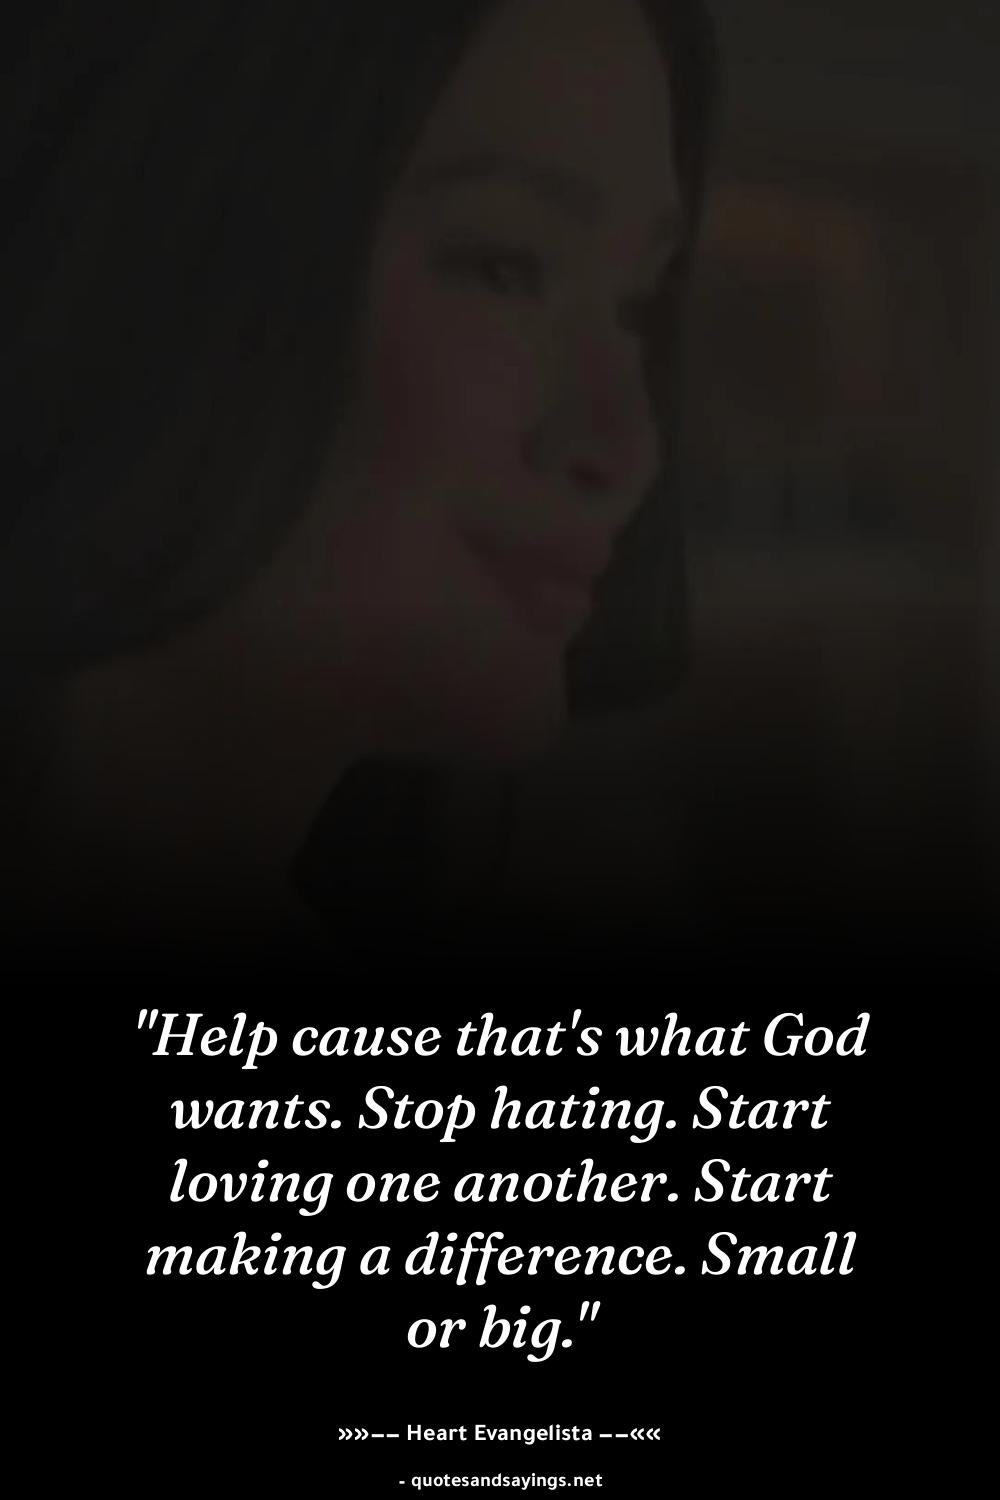 "Help cause that's what God
wants. Stop hating. Start
loving one another. Start
making a difference. Small
or big."
»»–– Heart Evangelista ––««
- quotesandsayings.net